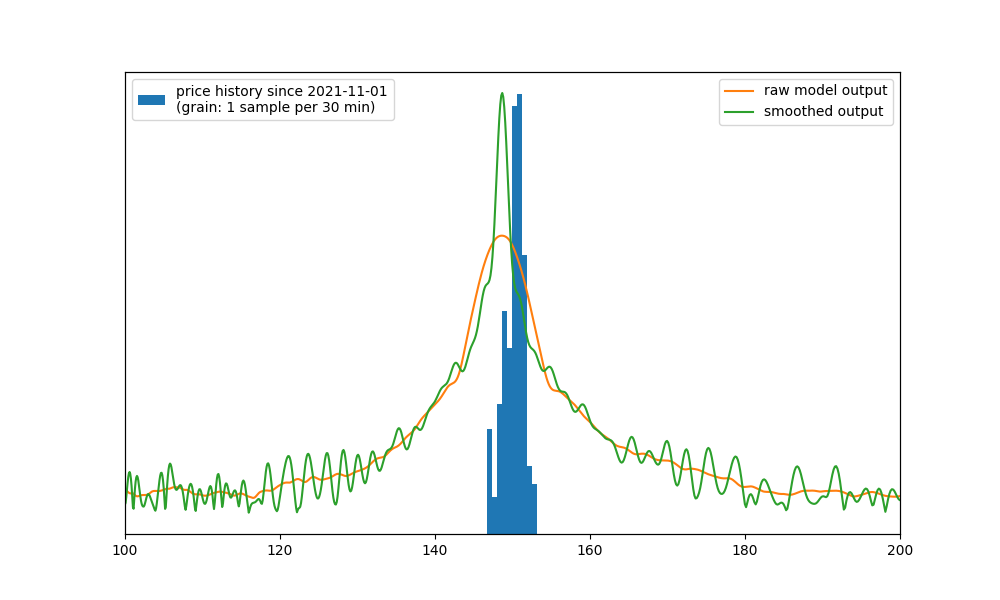 price history since 2021-11-01
(grain: 1 sample per 30 min)
raw model output
smoothed output
100
120
140
160
180
200